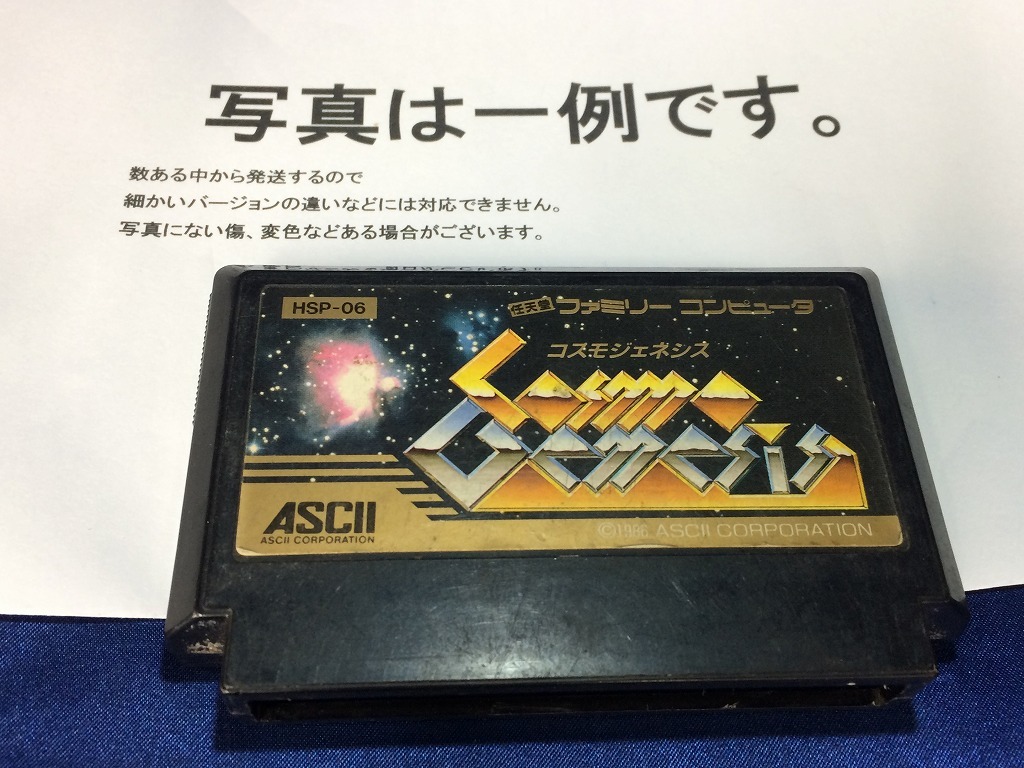 写真は一例です。
数ある中から発送するので
細かいバージョンの違いなどには対応できません。
写真にない傷、変色などある場合がございます。
HSP-06
任天堂 ファミリー コンピュータ
コズモジェネシス
Cosmo
Genesis
ASCII
ASCII CORPORATION
©1986 ASCII CORPORATION